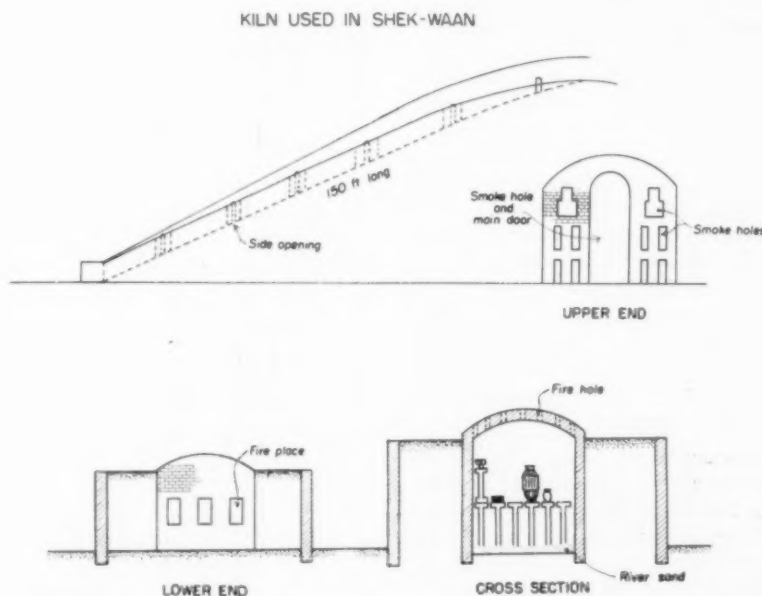 KILN USED IN SHEK-WAAN
150 ft long
Side opening
Smoke hole
and
main door
Smoke holes
UPPER END
Fire hole
Fire place
LOWER END
CROSS SECTION
River sand